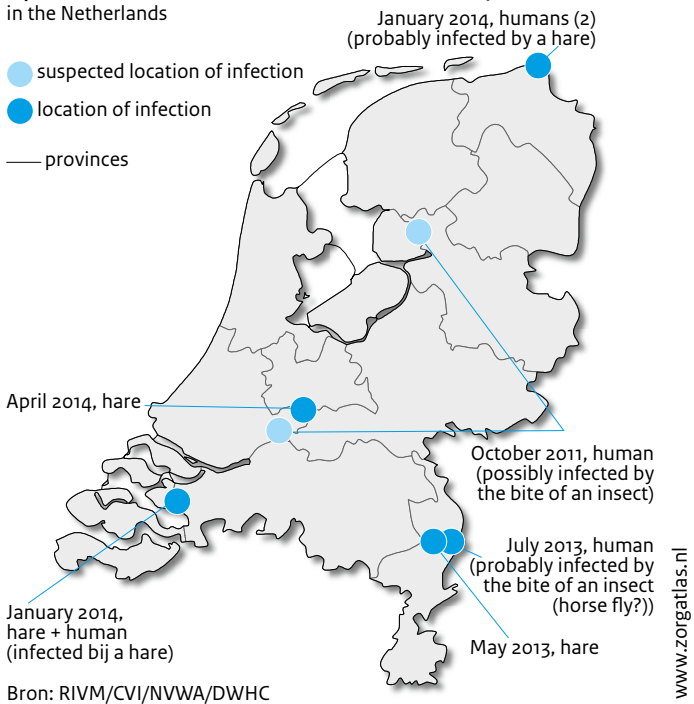 in the Netherlands
suspected location of infection
location of infection
provinces
January 2014, humans (2)
(probably infected by a hare)
April 2014, hare
October 2011, human
(possibly infected by
the bite of an insect)
July 2013, human
(probably infected by
the bite of an insect
(horse fly?))
May 2013, hare
January 2014,
hare + human
(infected bij a hare)
Bron: RIVM/CVI/NVWA/DWHC
www.zorgatlas.nl